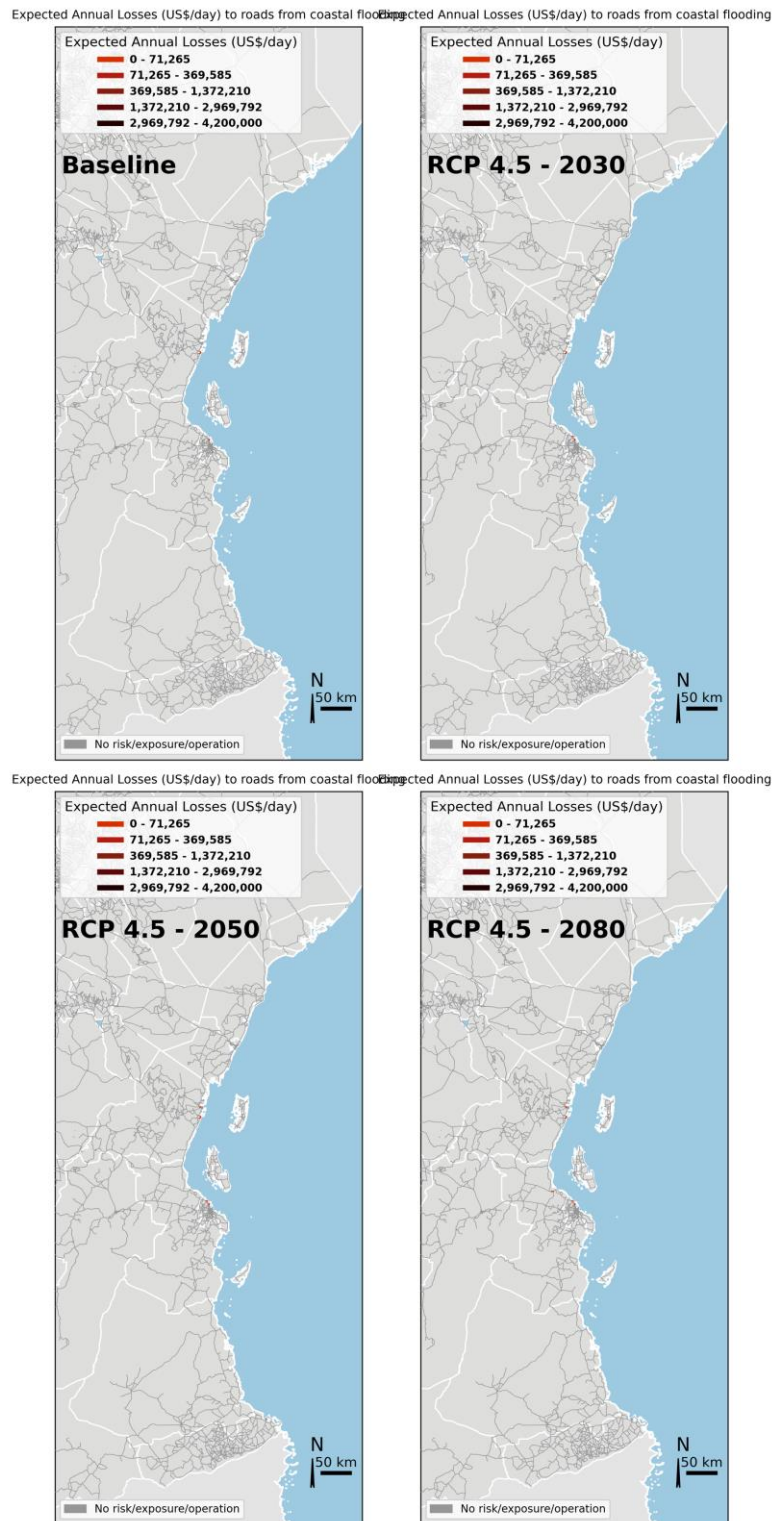 Expected Annual Losses (US$/day) to roads from coastal flooding
Expected Annual Losses (US$/day)
0 - 71,265
71,265 - 369,585
369,585 - 1,372,210
1,372,210 - 2,969,792
2,969,792 - 4,200,000
Baseline
N
50 km
No risk/exposure/operation
Expected Annual Losses (US$/day) to roads from coastal flooding
Expected Annual Losses (US$/day)
0 - 71,265
71,265 - 369,585
369,585 - 1,372,210
1,372,210 - 2,969,792
2,969,792 - 4,200,000
RCP 4.5 - 2030
N
50 km
No risk/exposure/operation
Expected Annual Losses (US$/day) to roads from coastal flooding
Expected Annual Losses (US$/day)
0 - 71,265
71,265 - 369,585
369,585 - 1,372,210
1,372,210 - 2,969,792
2,969,792 - 4,200,000
RCP 4.5 - 2050
N
50 km
No risk/exposure/operation
Expected Annual Losses (US$/day) to roads from coastal flooding
Expected Annual Losses (US$/day)
0 - 71,265
71,265 - 369,585
369,585 - 1,372,210
1,372,210 - 2,969,792
2,969,792 - 4,200,000
RCP 4.5 - 2080
N
50 km
No risk/exposure/operation